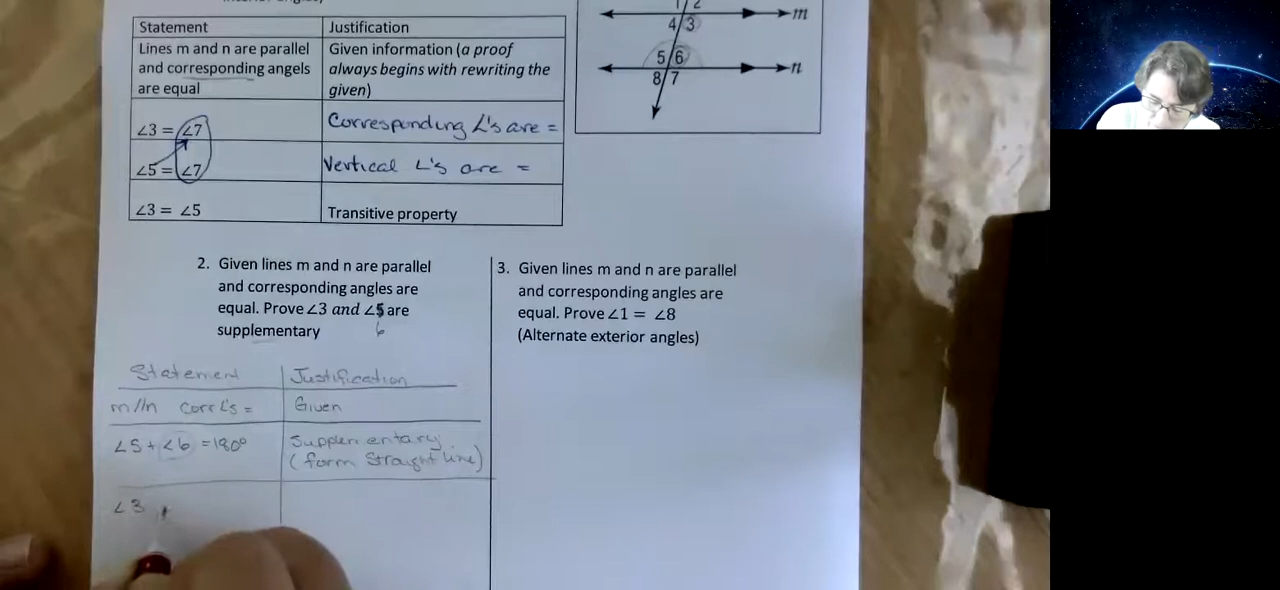 Statement
Justification
Lines m and n are parallel
and corresponding angels
are equal
Given information (a proof
always begins with rewriting the
given)
∠3 = ∠7
Corresponding ∠'s are =
∠5 = ∠7
Vertical ∠'s are =
∠3 = ∠5
Transitive property
1 2
m
4 3
5 6
n
8 7
2. Given lines m and n are parallel
and corresponding angles are
equal. Prove ∠3 and ∠5 are
6
supplementary
Statement
Justification
m//n Corr ∠'s =
Given
∠5 + ∠6 = 180°
Supplementary
(form straight line)
∠3
3. Given lines m and n are parallel
and corresponding angles are
equal. Prove ∠1 = ∠8
(Alternate exterior angles)